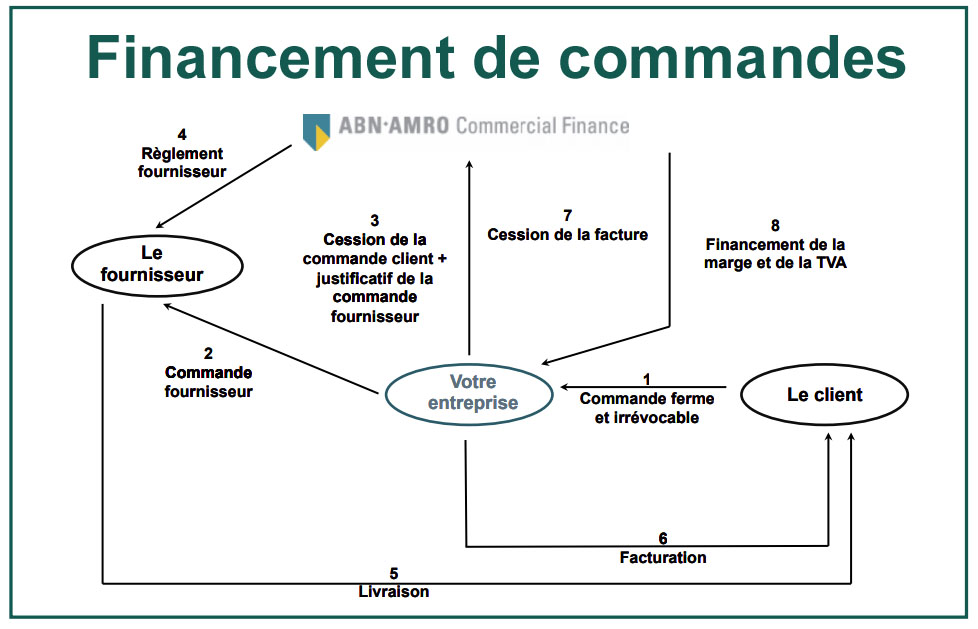 Financement de commandes
ABN·AMRO Commercial Finance
4
Règlement
fournisseur
3
Cession de la
commande client +
justificatif de la
commande
fournisseur
7
Cession de la facture
8
Financement de la
marge et de la TVA
Le
fournisseur
2
Commande
fournisseur
Votre
entreprise
1
Commande ferme
et irrévocable
Le client
6
Facturation
5
Livraison